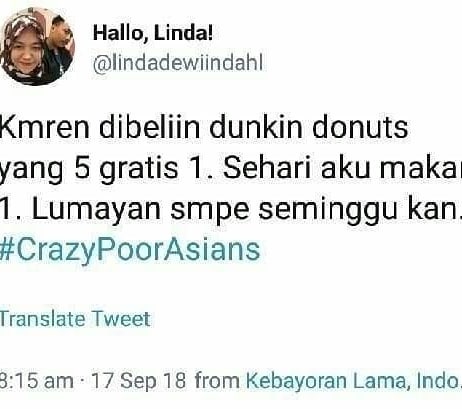 Hallo, Linda!
@lindadewiindahl
Kmren dibeliin dunkin donuts
yang 5 gratis 1. Sehari aku makan
1. Lumayan smpe seminggu kan.
#CrazyPoorAsians
Translate Tweet
8:15 am · 17 Sep 18 from Kebayoran Lama, Indo.